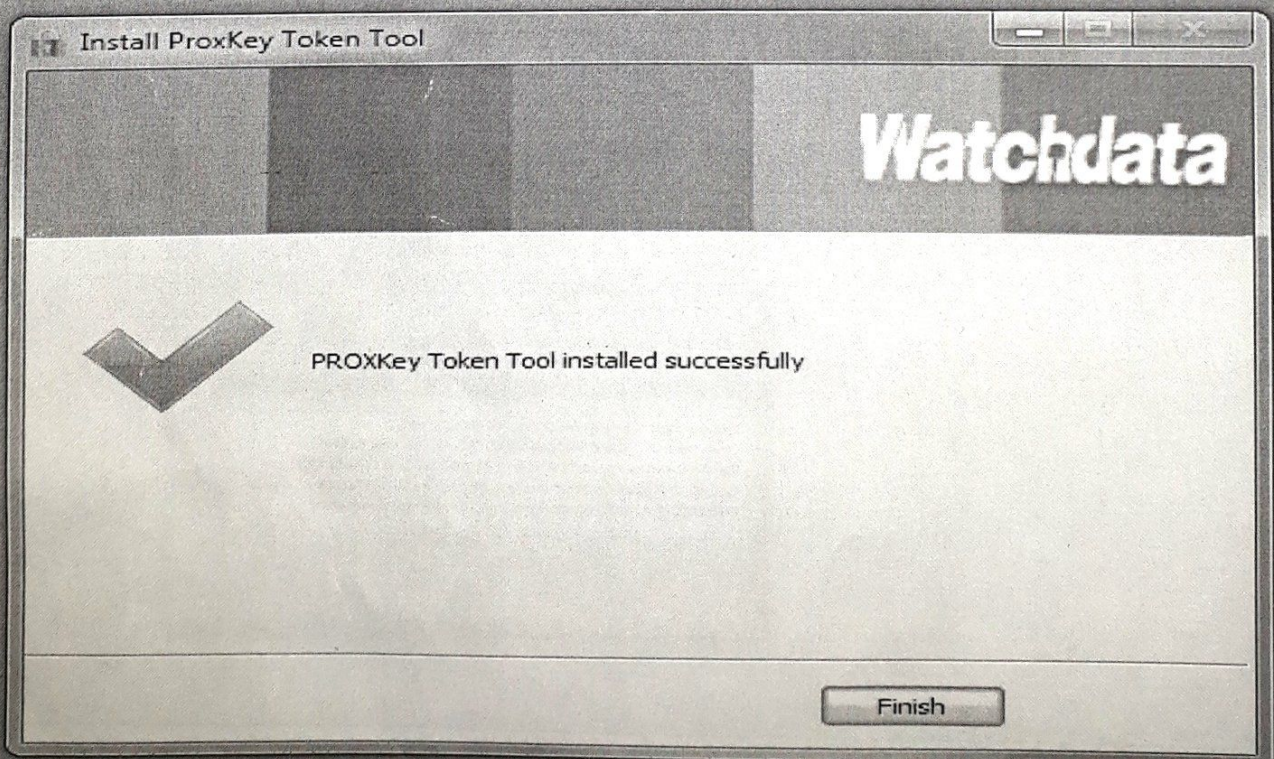 Install ProxKey Token Tool
Watchdata
PROXKey Token Tool installed successfully
Finish